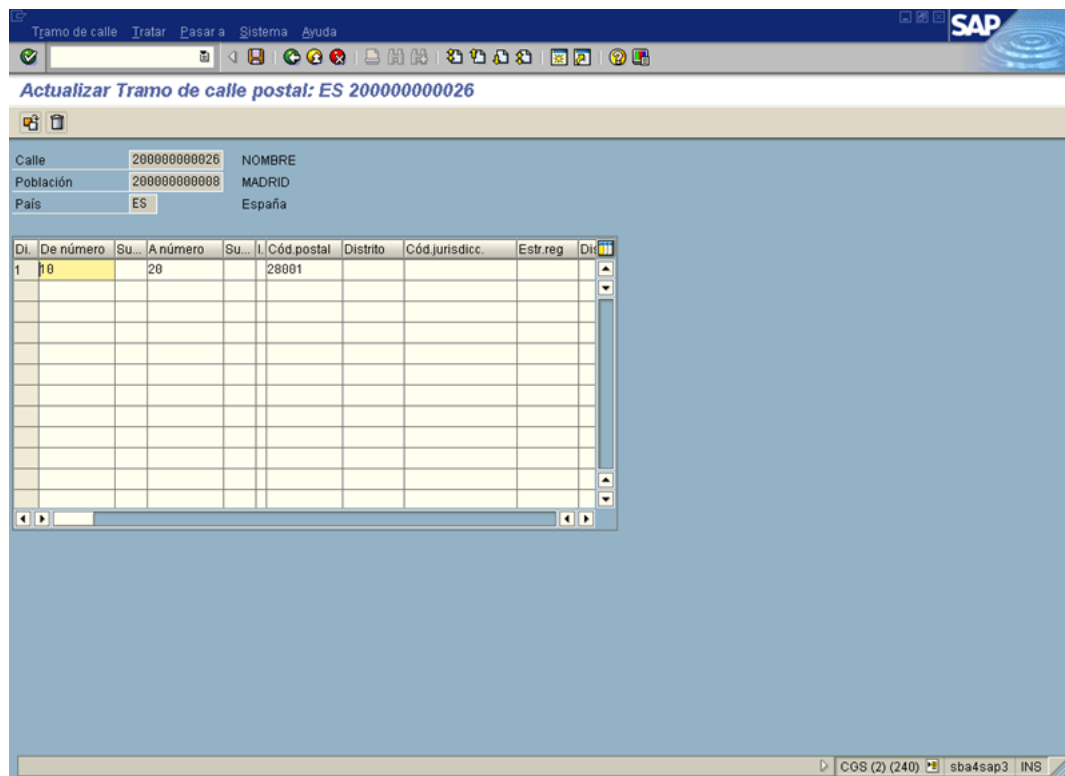 Tramo de calle Tratar Pasar a Sistema Ayuda
SAP
Actualizar Tramo de calle postal: ES 200000000026
Calle 200000000026 NOMBRE
Población 200000000008 MADRID
País ES España
Di. De número Su... A número Su... I. Cód.postal Distrito Cód.jurisdicc. Estr.reg Dis
1 10 20 28001
CGS (2) (240) sba4sap3 INS